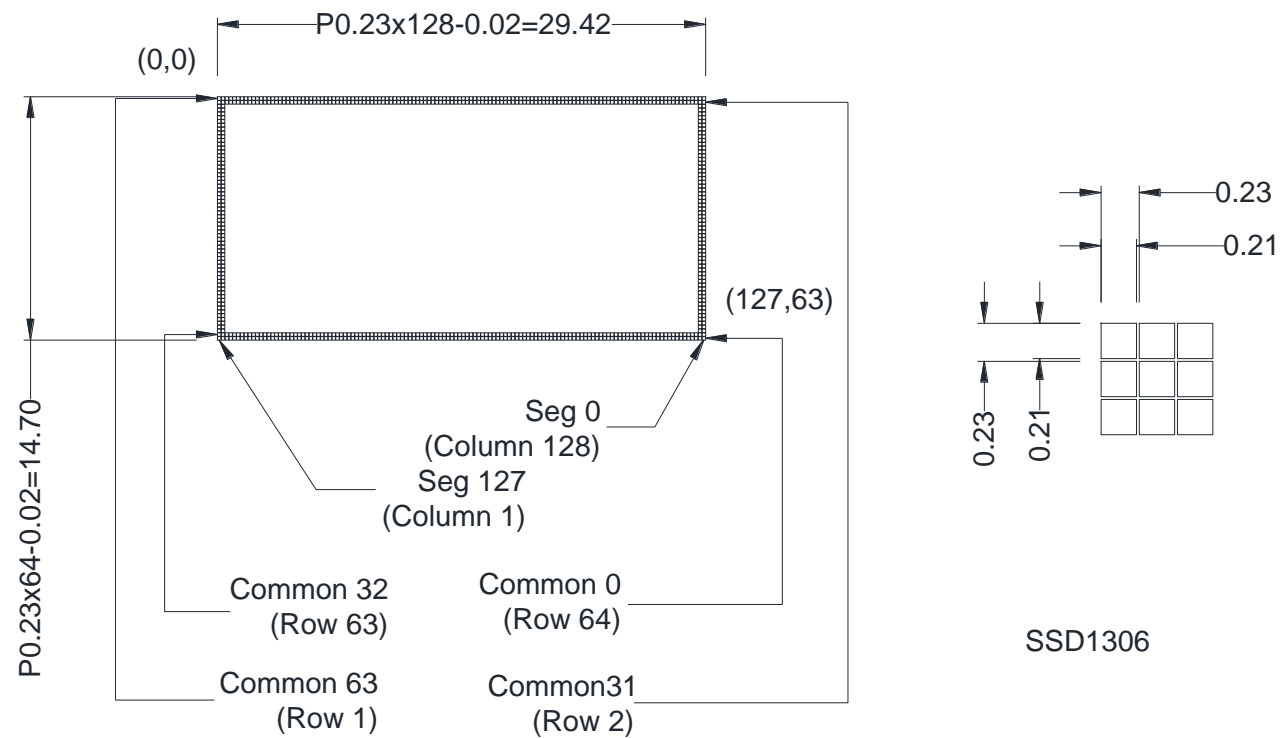 P0.23x128-0.02=29.42
(0,0)
0.23
0.21
(127,63)
P0.23x64-0.02=14.70
0.23
0.21
Seg 0
(Column 128)
Seg 127
(Column 1)
Common 32
(Row 63)
Common 0
(Row 64)
SSD1306
Common 63
(Row 1)
Common31
(Row 2)